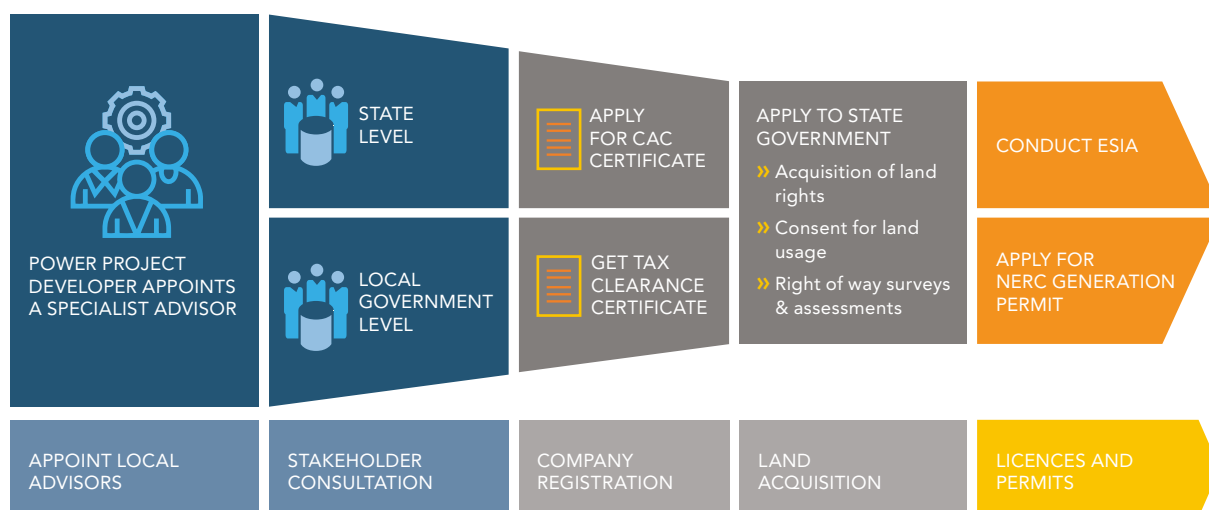 POWER PROJECT
DEVELOPER APPOINTS
A SPECIALIST ADVISOR
STATE
LEVEL
LOCAL
GOVERNMENT
LEVEL
APPLY
FOR CAC
CERTIFICATE
GET TAX
CLEARANCE
CERTIFICATE
APPLY TO STATE
GOVERNMENT
» Acquisition of land
rights
» Consent for land
usage
» Right of way surveys
& assessments
CONDUCT ESIA
APPLY FOR
NERC GENERATION
PERMIT
APPOINT LOCAL
ADVISORS
STAKEHOLDER
CONSULTATION
COMPANY
REGISTRATION
LAND
ACQUISITION
LICENCES AND
PERMITS